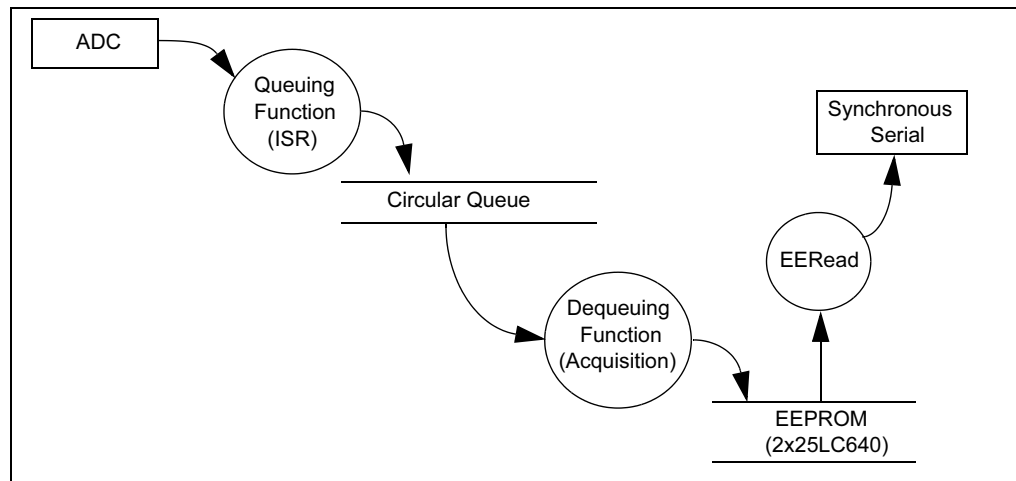 ADC
Queuing
Function
(ISR)
Circular Queue
Dequeuing
Function
(Acquisition)
EEPROM
(2x25LC640)
EERead
Synchronous
Serial